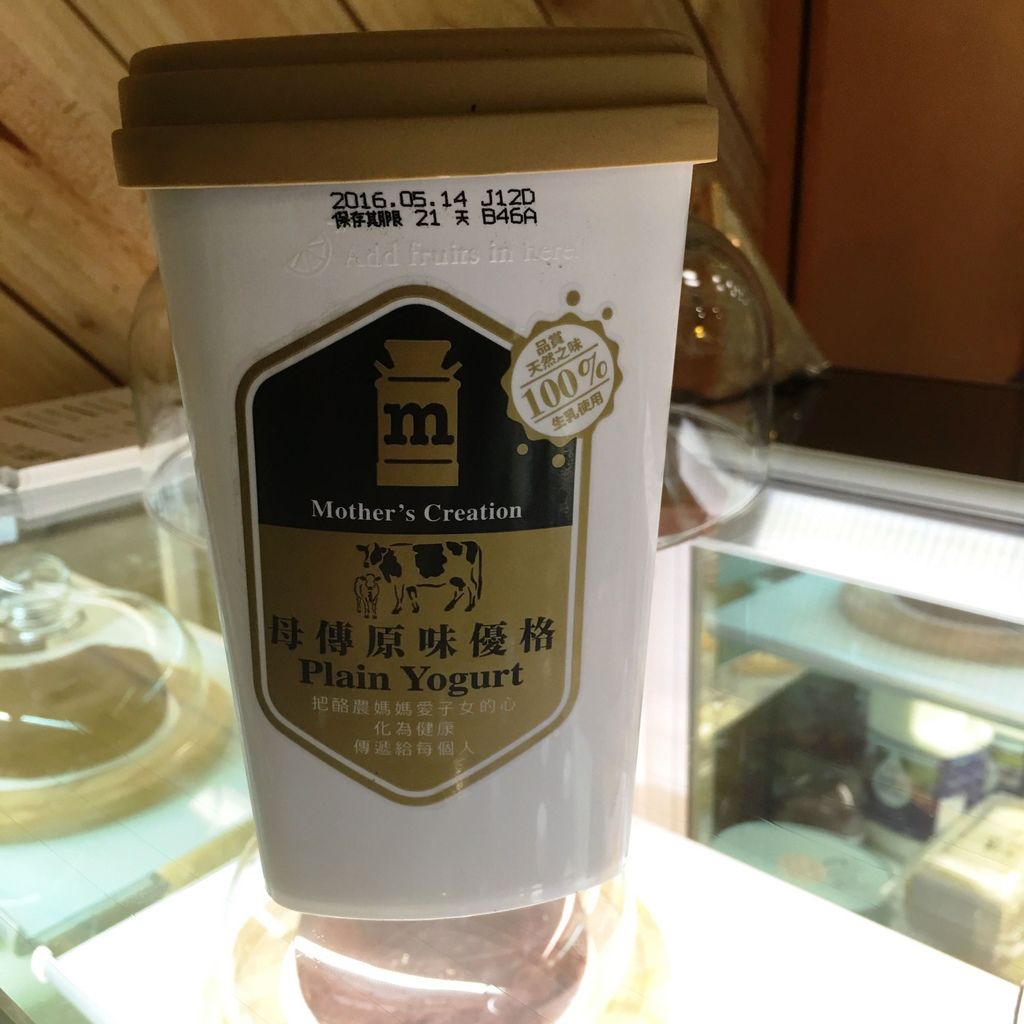 2016.05.14 J12D
保存期限 21 天 B46A
Add fruits in here!
品嘗
天然之味
100%
生乳使用
m
Mother's Creation
母傳原味優格
Plain Yogurt
把酪農媽媽愛子女的心
化為健康
傳遞給每個人